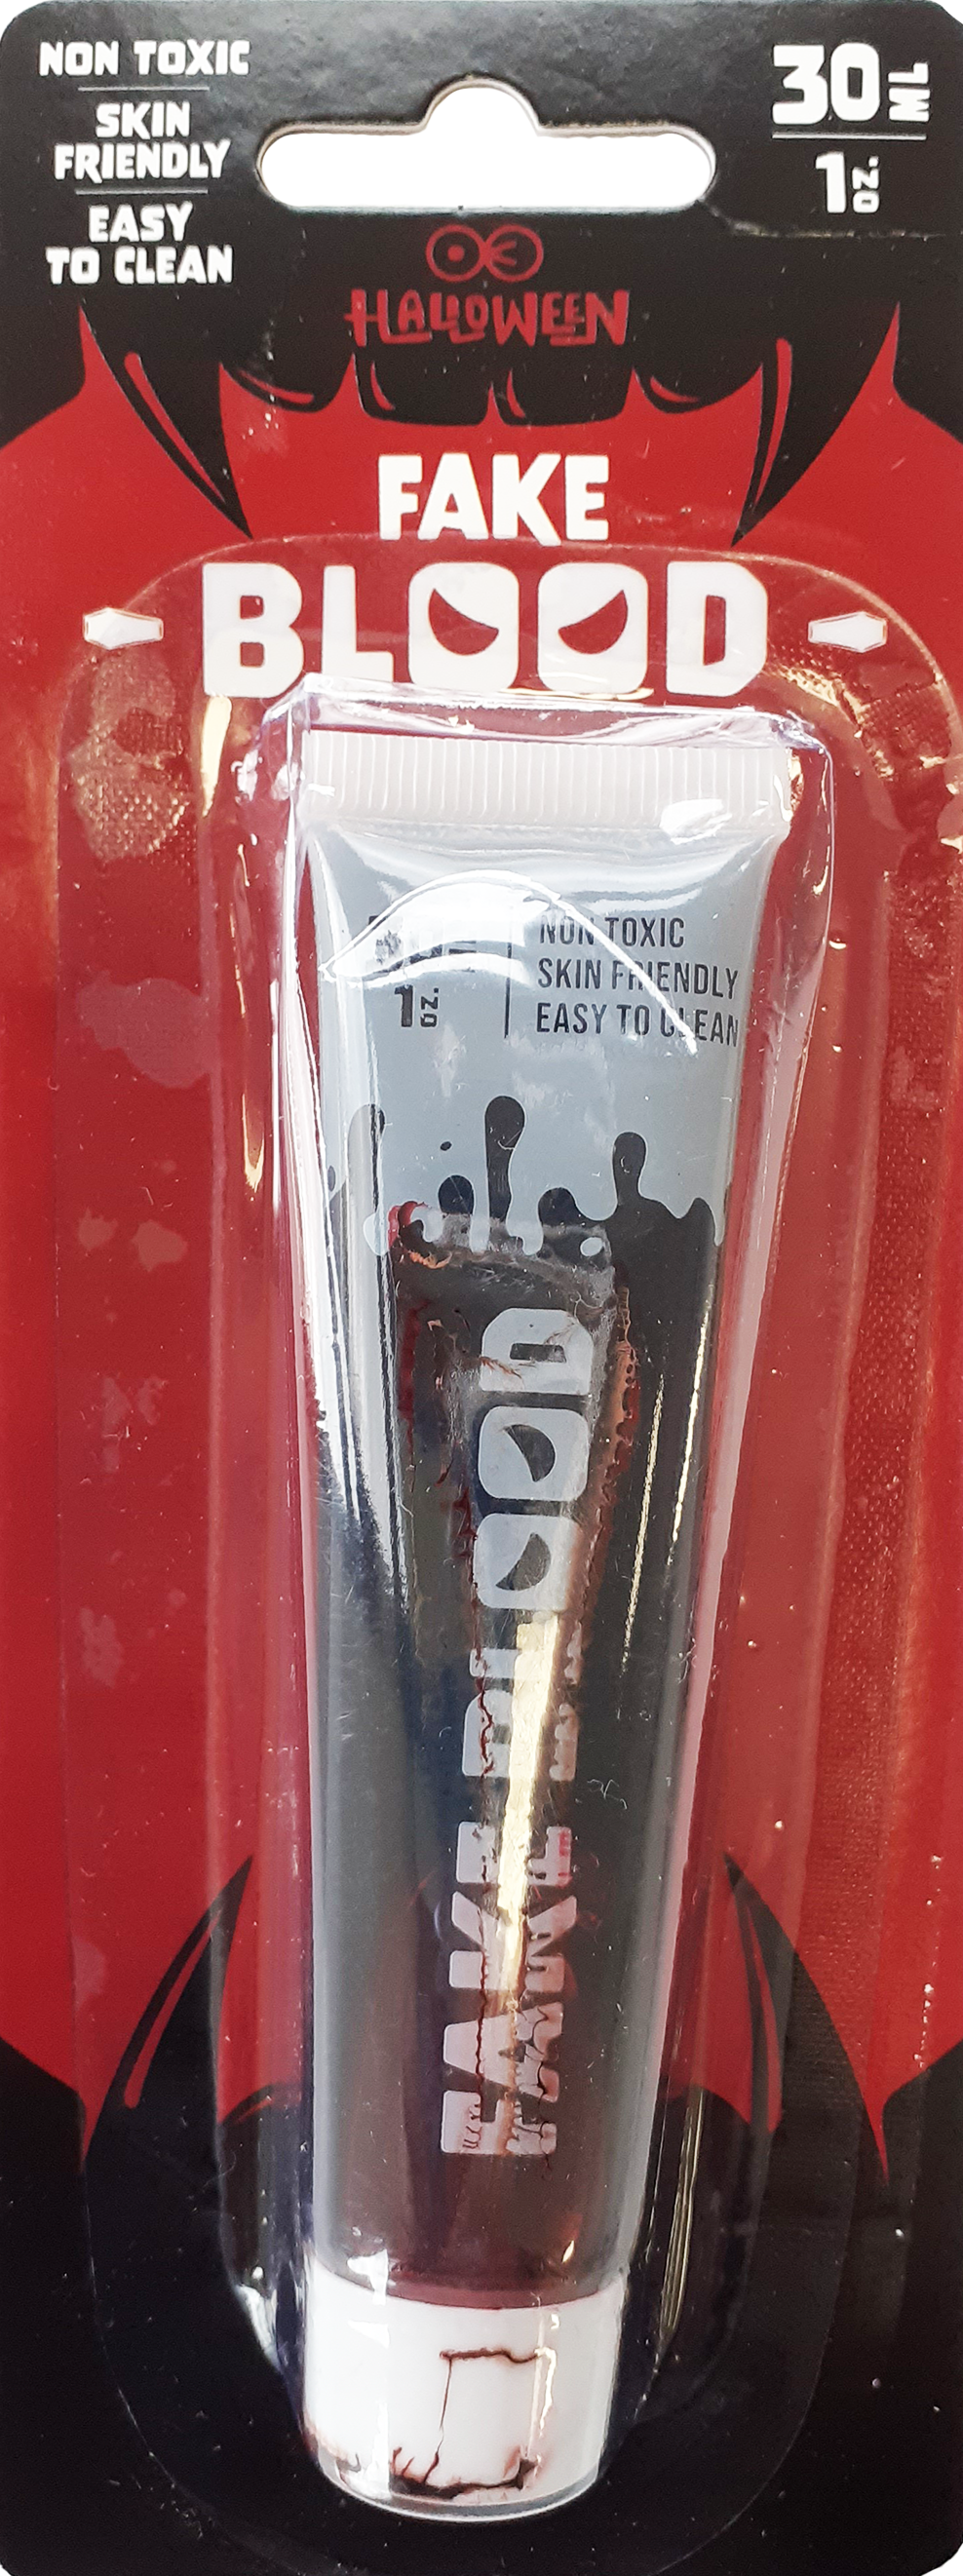 NON TOXIC
SKIN
FRIENDLY
EASY
TO CLEAN
30 ML
1 OZ.
HALLOWEEN
FAKE
BLOOD
1 OZ.
NON TOXIC
SKIN FRIENDLY
EASY TO CLEAN
FAKE BLOOD